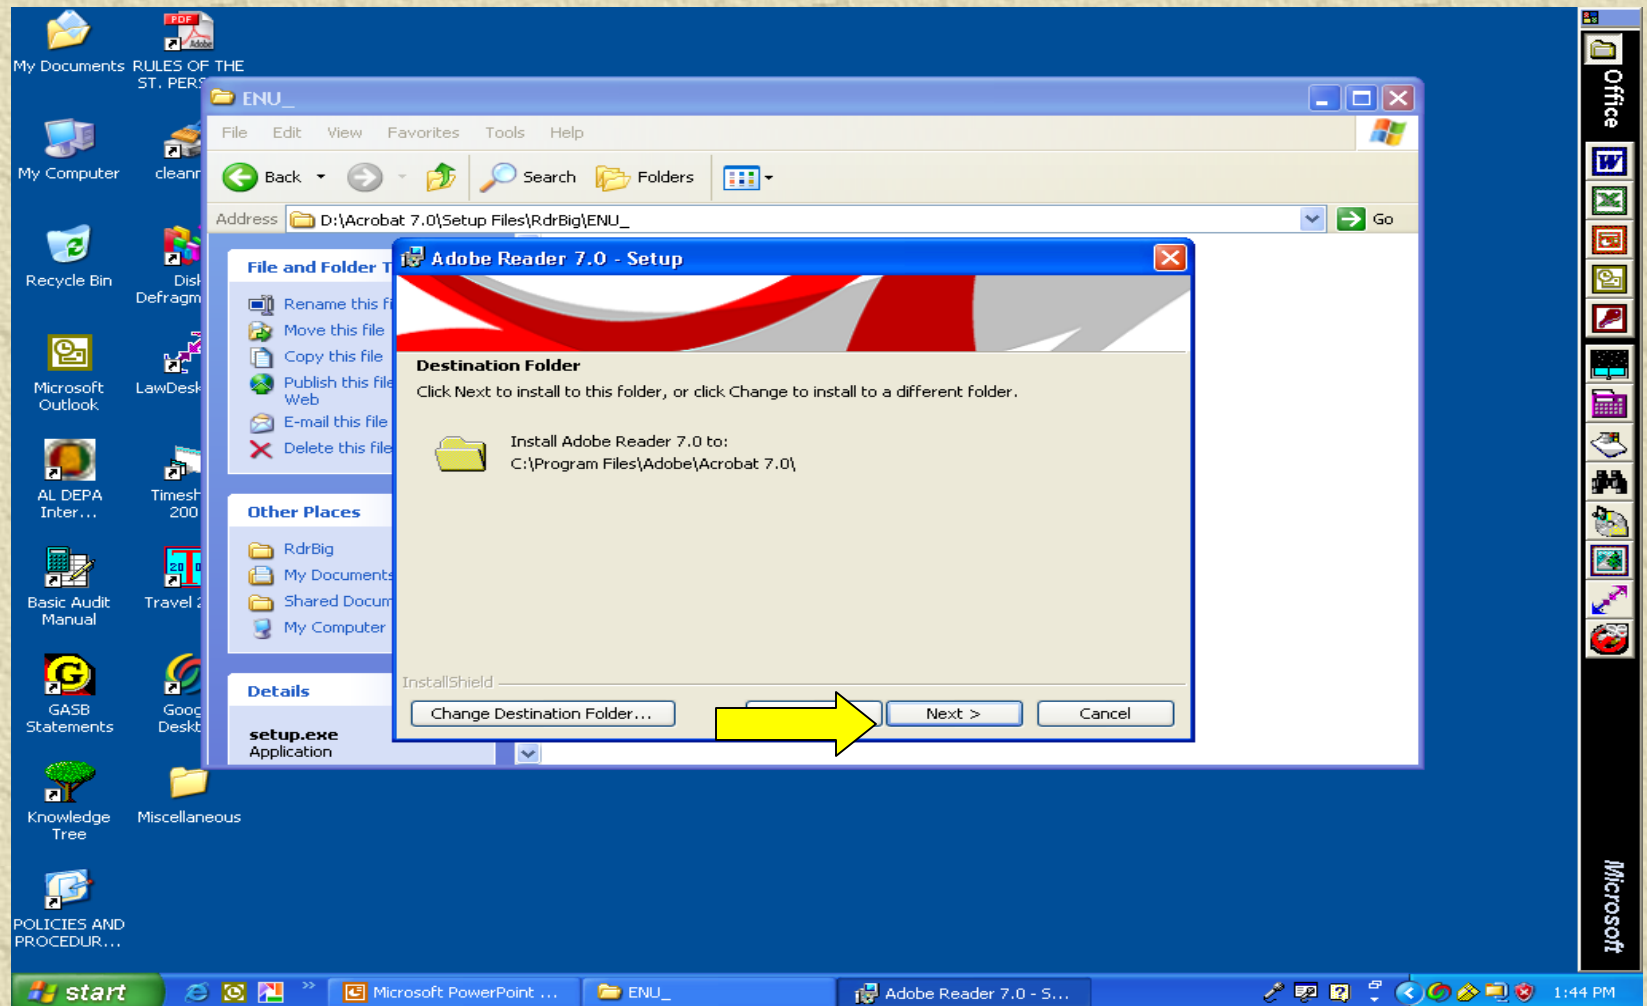 My Documents
RULES OF THE
ST. PERS
PDF
Adobe
My Computer
cleanr
Recycle Bin
Disk
Defragm
Microsoft
Outlook
LawDesk
AL DEPA
Inter...
Timesh
200
Basic Audit
Manual
Travel 2
GASB
Statements
Goog
Deskt
Knowledge
Tree
Miscellaneous
POLICIES AND
PROCEDUR...
ENU_
File Edit View Favorites Tools Help
Back Search Folders
Address D:\Acrobat 7.0\Setup Files\RdrBig\ENU_ Go
File and Folder T
Rename this fi
Move this file
Copy this file
Publish this file
Web
E-mail this file
Delete this file
Other Places
RdrBig
My Documents
Shared Docum
My Computer
Details
setup.exe
Application
Adobe Reader 7.0 - Setup
Destination Folder
Click Next to install to this folder, or click Change to install to a different folder.
Install Adobe Reader 7.0 to:
C:\Program Files\Adobe\Acrobat 7.0\
InstallShield
Change Destination Folder... Next > Cancel
Office
Microsoft
start Microsoft PowerPoint ... ENU_ Adobe Reader 7.0 - S... 1:44 PM